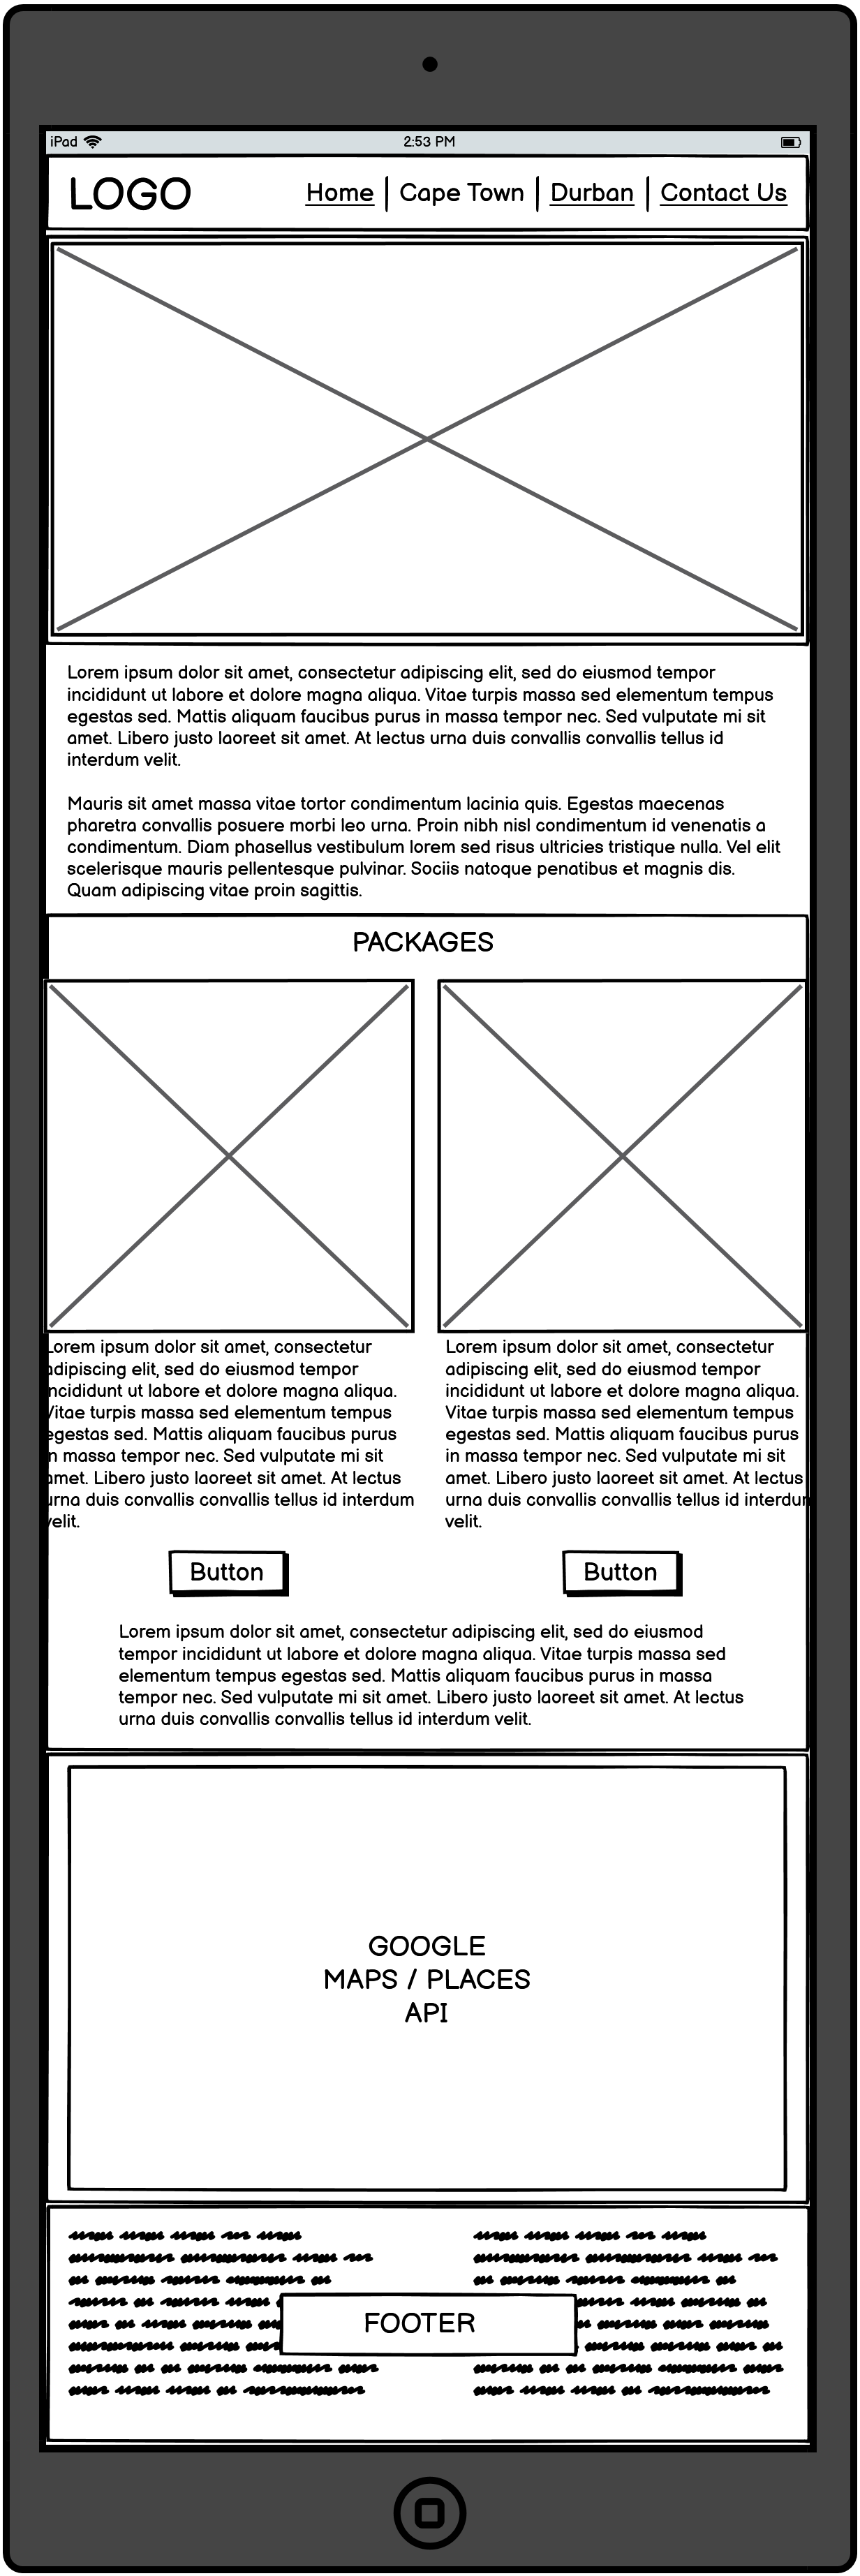 iPad 2:53 PM
LOGO Home Cape Town Durban Contact Us
Lorem ipsum dolor sit amet, consectetur adipiscing elit, sed do eiusmod tempor
incididunt ut labore et dolore magna aliqua. Vitae turpis massa sed elementum tempus
egestas sed. Mattis aliquam faucibus purus in massa tempor nec. Sed vulputate mi sit
amet. Libero justo laoreet sit amet. At lectus urna duis convallis convallis tellus id
interdum velit.
Mauris sit amet massa vitae tortor condimentum lacinia quis. Egestas maecenas
pharetra convallis posuere morbi leo urna. Proin nibh nisl condimentum id venenatis a
condimentum. Diam phasellus vestibulum lorem sed risus ultricies tristique nulla. Vel elit
scelerisque mauris pellentesque pulvinar. Sociis natoque penatibus et magnis dis.
Quam adipiscing vitae proin sagittis.
PACKAGES
Lorem ipsum dolor sit amet, consectetur
adipiscing elit, sed do eiusmod tempor
incididunt ut labore et dolore magna aliqua.
Vitae turpis massa sed elementum tempus
egestas sed. Mattis aliquam faucibus purus
in massa tempor nec. Sed vulputate mi sit
amet. Libero justo laoreet sit amet. At lectus
urna duis convallis convallis tellus id interdum
velit.
Button
Lorem ipsum dolor sit amet, consectetur
adipiscing elit, sed do eiusmod tempor
incididunt ut labore et dolore magna aliqua.
Vitae turpis massa sed elementum tempus
egestas sed. Mattis aliquam faucibus purus
in massa tempor nec. Sed vulputate mi sit
amet. Libero justo laoreet sit amet. At lectus
urna duis convallis convallis tellus id interdum
velit.
Button
Lorem ipsum dolor sit amet, consectetur adipiscing elit, sed do eiusmod
tempor incididunt ut labore et dolore magna aliqua. Vitae turpis massa sed
elementum tempus egestas sed. Mattis aliquam faucibus purus in massa
tempor nec. Sed vulputate mi sit amet. Libero justo laoreet sit amet. At lectus
urna duis convallis convallis tellus id interdum velit.
GOOGLE
MAPS / PLACES
API
FOOTER